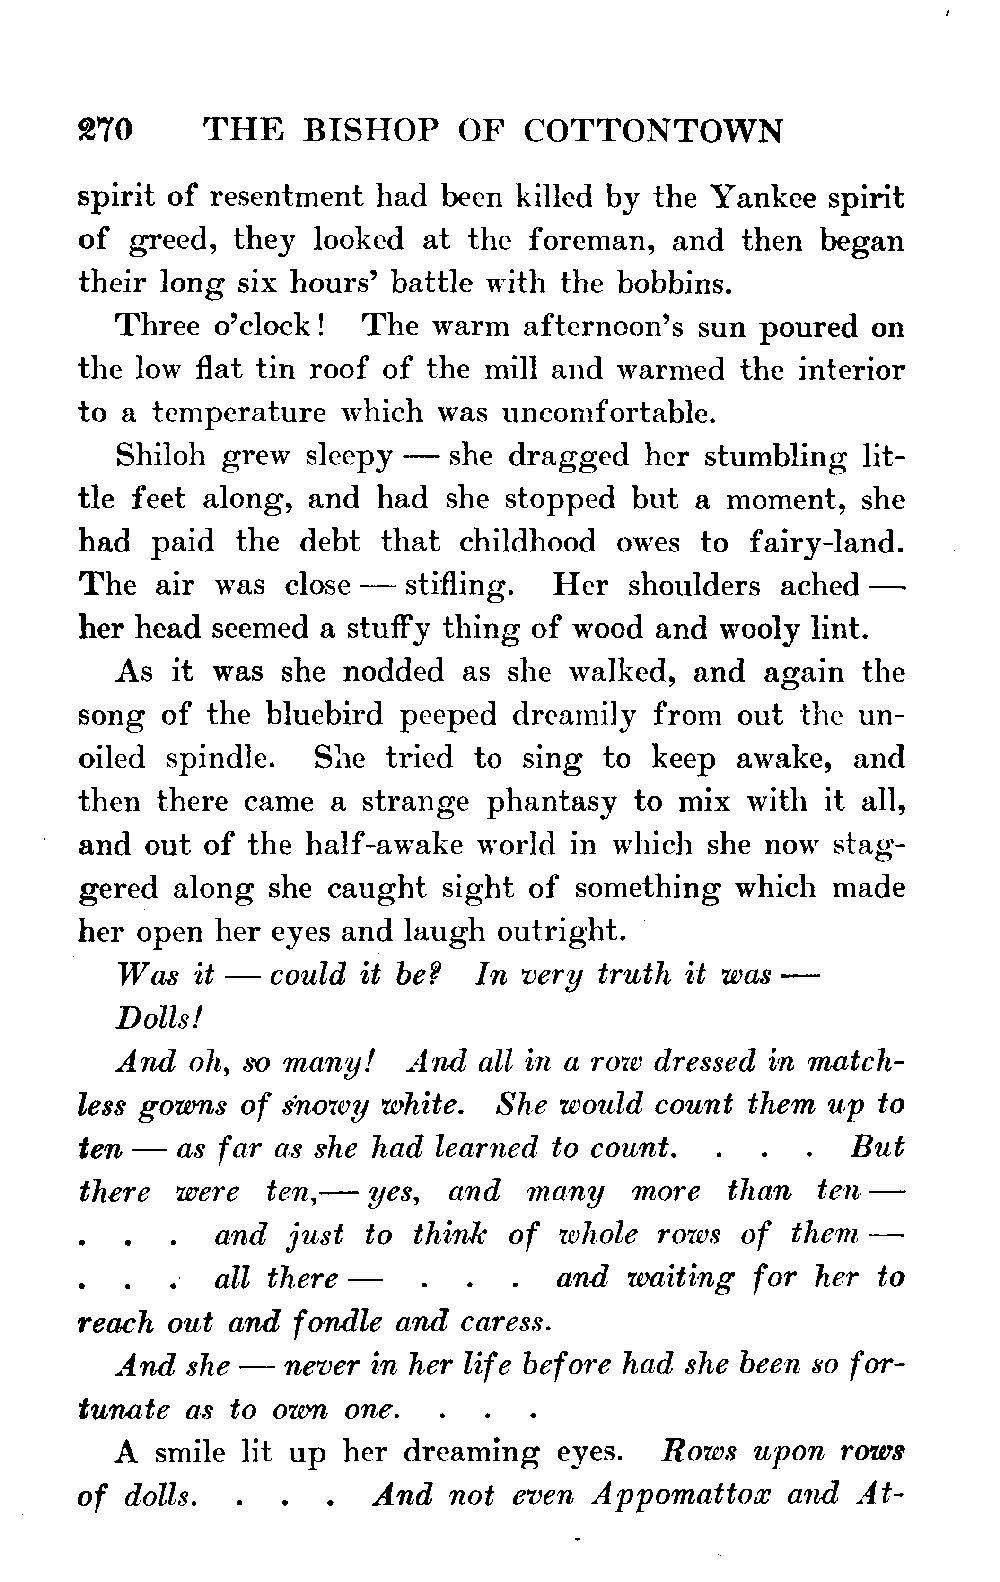 270 THE BISHOP OF COTTONTOWN
spirit of resentment had been killed by the Yankee spirit
of greed, they looked at the foreman, and then began
their long six hours’ battle with the bobbins.
Three o’clock! The warm afternoon’s sun poured on
the low flat tin roof of the mill and warmed the interior
to a temperature which was uncomfortable.
Shiloh grew sleepy — she dragged her stumbling lit-
tle feet along, and had she stopped but a moment, she
had paid the debt that childhood owes to fairy-land.
The air was close — stifling. Her shoulders ached —
her head seemed a stuffy thing of wood and wooly lint.
As it was she nodded as she walked, and again the
song of the bluebird peeped dreamily from out the un-
oiled spindle. She tried to sing to keep awake, and
then there came a strange phantasy to mix with it all,
and out of the half-awake world in which she now stag-
gered along she caught sight of something which made
her open her eyes and laugh outright.
Was it — could it be? In very truth it was —
Dolls!
And oh, so many! And all in a row dressed in match-
less gowns of snowy white. She would count them up to
ten — as far as she had learned to count. . . . But
there were ten,— yes, and many more than ten —
. . . and just to think of whole rows of them —
. . . all there — . . . and waiting for her to
reach out and fondle and caress.
And she — never in her life before had she been so for-
tunate as to own one. . . .
A smile lit up her dreaming eyes. Rows upon rows
of dolls. . . . And not even Appomattox and At-